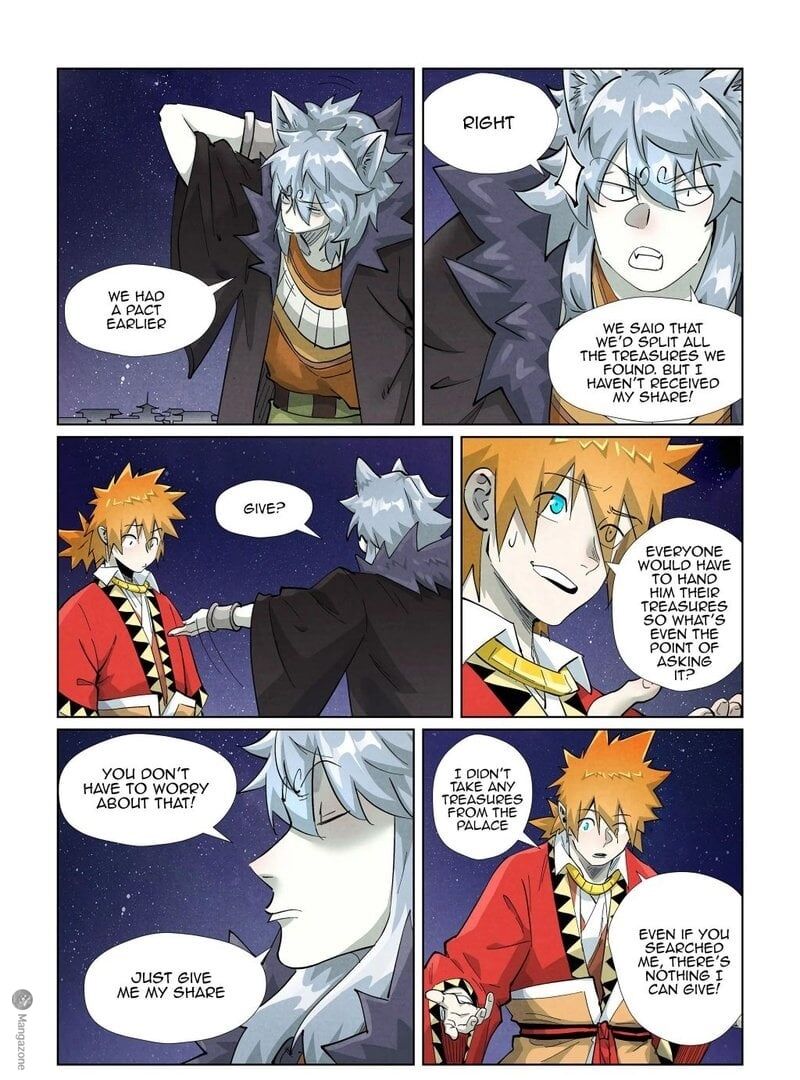 WE HAD
A PACT
EARLIER
RIGHT
WE SAID THAT
WE'D SPLIT ALL
THE TREASURES WE
FOUND. BUT I
HAVEN'T RECEIVED
MY SHARE!
GIVE?
EVERYONE
WOULD HAVE
TO HAND
HIM THEIR
TREASURES
SO WHAT'S
EVEN THE
POINT OF
ASKING
IT?
YOU DON'T
HAVE TO WORRY
ABOUT THAT!
JUST GIVE
ME MY SHARE
I DIDN'T
TAKE ANY
TREASURES
FROM THE
PALACE
EVEN IF YOU
SEARCHED
ME, THERE'S
NOTHING I
CAN GIVE!
Mangazone